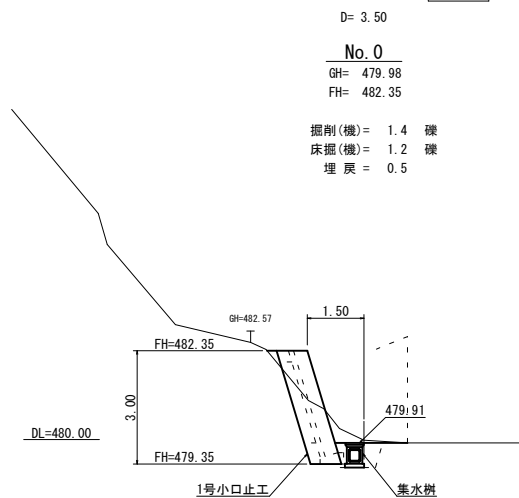 D= 3.50
No.0
GH= 479.98
FH= 482.35
掘削(機)= 1.4 礫
床掘(機)= 1.2 礫
埋 戻 = 0.5
GH=482.57
1.50
FH=482.35
3.00
479.91
DL=480.00
FH=479.35
1号小口止工
集水桝